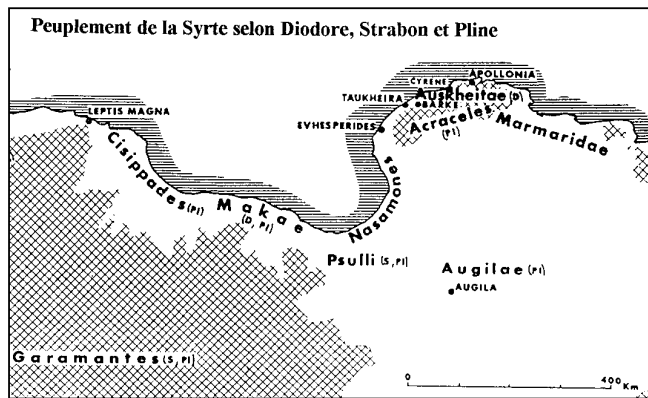 Peuplement de la Syrte selon Diodore, Strabon et Pline
APOLLONIA
CYRENE
Auskheitae (D)
TAUKHEIRA
BARKE
LEPTIS MAGNA
Acraceles
(Pl)
Marmaridae
EVHESPERIDES
Cisippades (Pl)
Makae
(D, Pl)
Nasamones
Psulli (S, Pl)
Augilae (Pl)
AUGILA
Garamantes (S, Pl)
0
400 Km